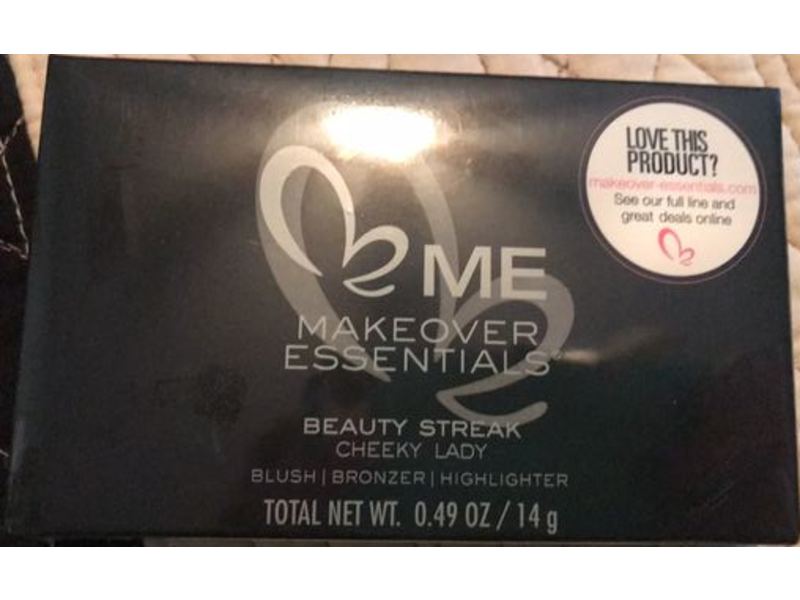 LOVE THIS
PRODUCT?
makeover-essentials.com
See our full line and
great deals online
ME
MAKEOVER
ESSENTIALS®
BEAUTY STREAK
CHEEKY LADY
BLUSH | BRONZER | HIGHLIGHTER
TOTAL NET WT. 0.49 OZ / 14 g